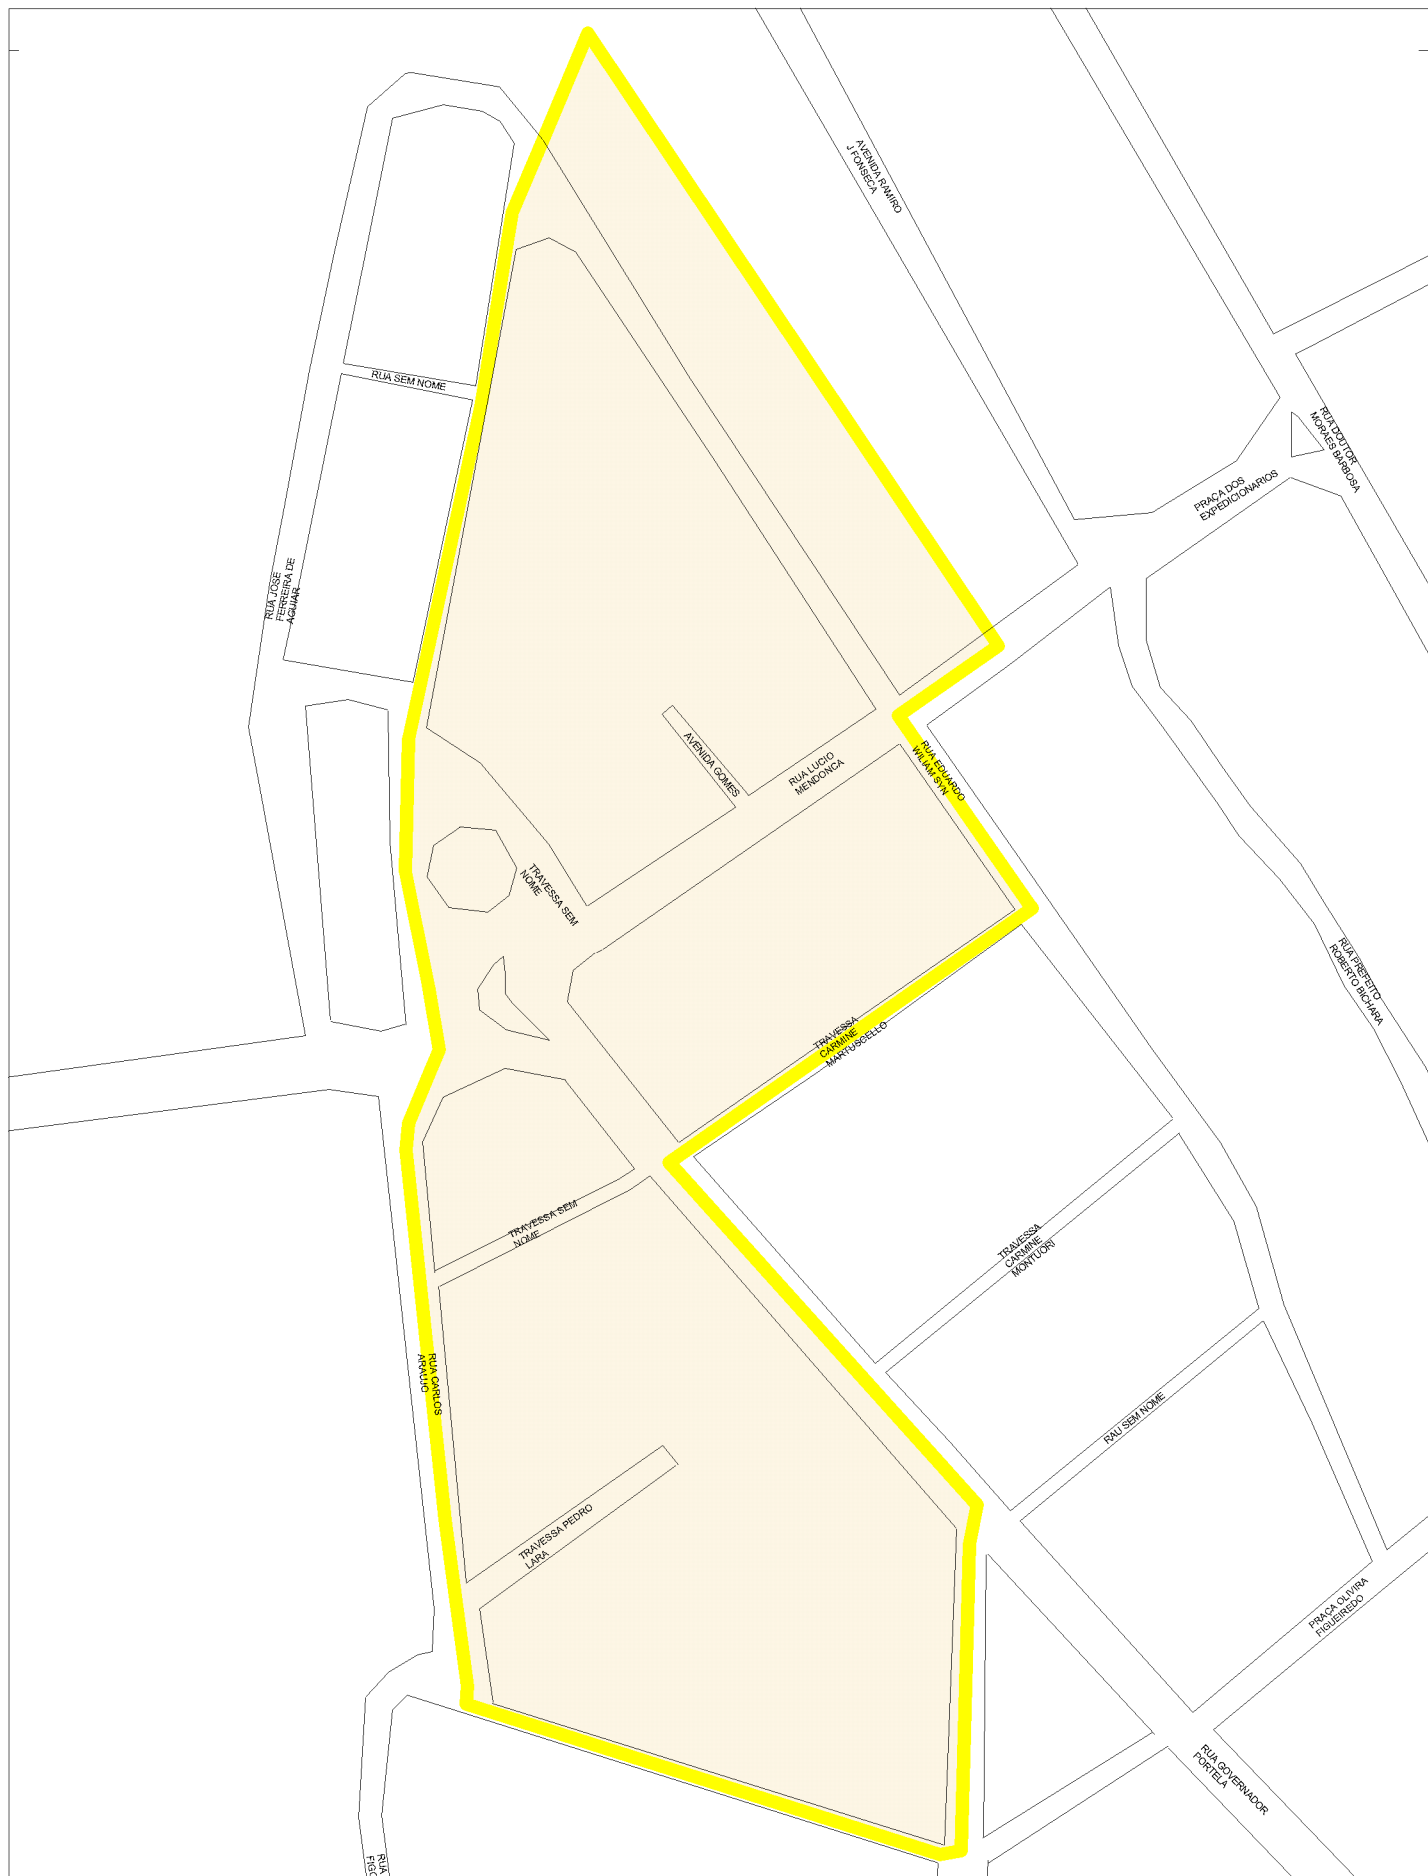 AVENIDA RAMIRO
J FONSECA
RUA SEM NOME
RUA DOUTOR
MORAES BARBOSA
PRAÇA DOS
EXPEDICIONARIOS
RUA JOSE
FERREIRA DE
AGUIAR
AVENIDA GOMES
RUA LUCIO
MENDONCA
RUA EDUARDO
WILIAM SYN
TRAVESSA SEM
NOME
RUA PREFEITO
ROBERTO BICHARA
TRAVESSA
CARMINE
MARTUSCELLO
TRAVESSA SEM
NOME
TRAVESSA
CARMINE
MONTUORI
RUA CARLOS
ARAUJO
RAU SEM NOME
TRAVESSA PEDRO
LARA
PRAÇA OLIVIRA
FIGUEIREDO
RUA GOVERNADOR
PORTELA
RUA